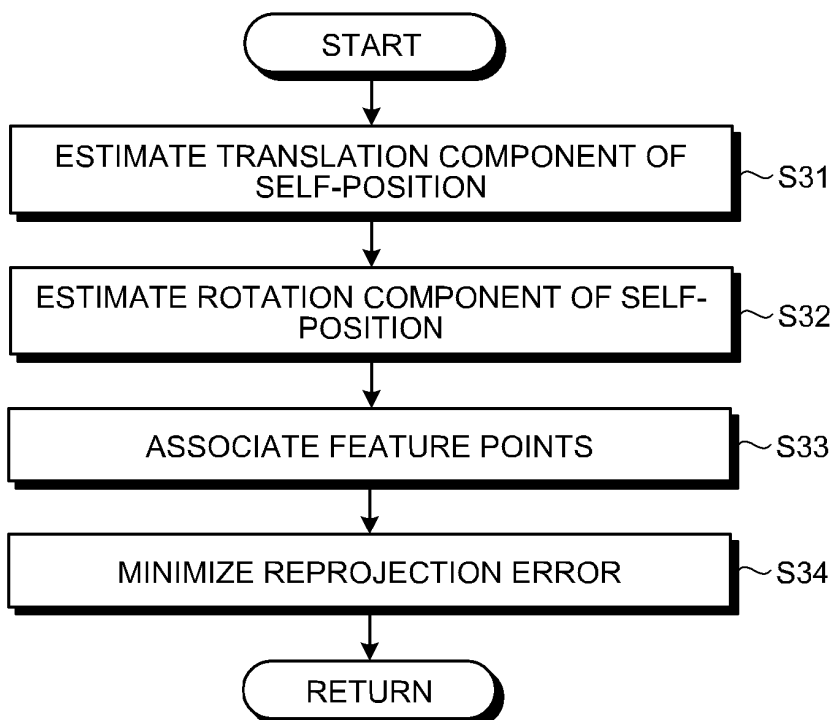 START
ESTIMATE TRANSLATION COMPONENT OF
SELF-POSITION
S31
ESTIMATE ROTATION COMPONENT OF SELF-
POSITION
S32
ASSOCIATE FEATURE POINTS
S33
MINIMIZE REPROJECTION ERROR
S34
RETURN